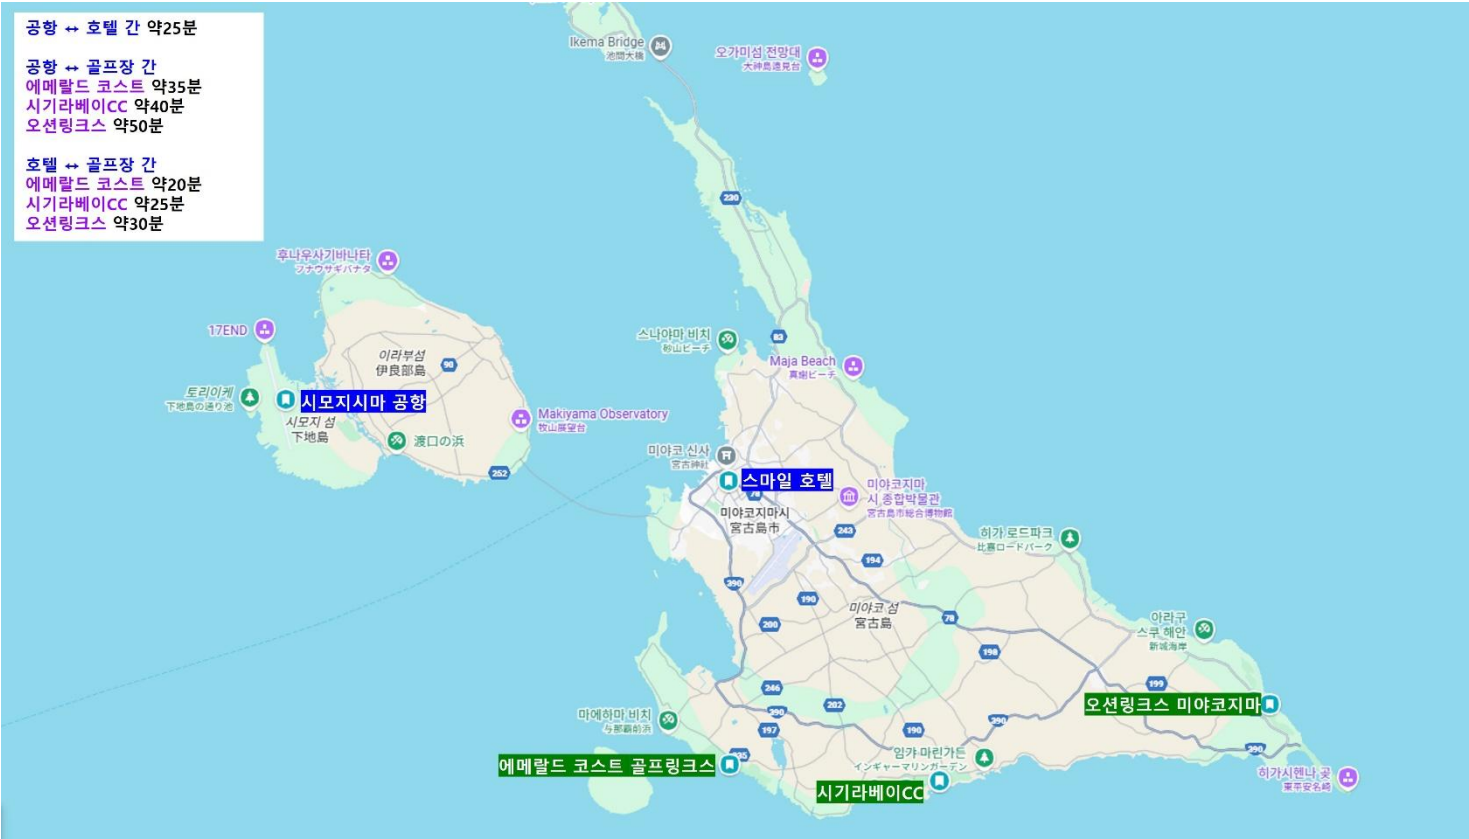 공항 ↔ 호텔 간 약25분
공항 ↔ 골프장 간
에메랄드 코스트 약35분
시기라베이CC 약40분
오션링크스 약50분
호텔 ↔ 골프장 간
에메랄드 코스트 약20분
시기라베이CC 약25분
오션링크스 약30분
Ikema Bridge
池間大橋
오가미섬 전망대
大神島遠見台
230
후나우사기바나타
フナウサギバナタ
17END
이라부섬
伊良部島
90
토리이케
下地島の通り池
시모지시마 공항
시모지 섬
下地島
渡口の浜
Makiyama Observatory
牧山展望台
252
스나야마 비치
砂山ビーチ
83
Maja Beach
真謝ビーチ
미야코 신사
宮古神社
스마일 호텔
78
미야코지마시
宮古島市
미야코지마
시 종합박물관
宮古島市総合博物館
243
194
히가 로드파크
比嘉ロードパーク
390
190
200
미야코 섬
宮古島
78
198
아라구
스쿠 해안
新城海岸
199
오션링크스 미야코지마
246
202
390
197
190
390
390
마에하마 비치
与那覇前浜
235
에메랄드 코스트 골프링크스
임갸 마린가든
インギャーマリンガーデン
시기라베이CC
히가시헨나 곶
東平安名崎